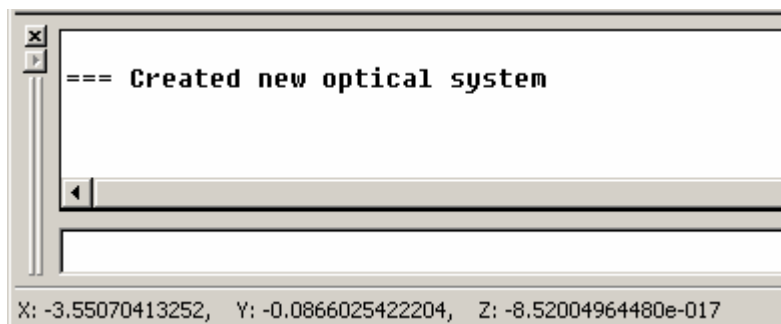 === Created new optical system
X: -3.55070413252, Y: -0.0866025422204, Z: -8.52004964480e-017